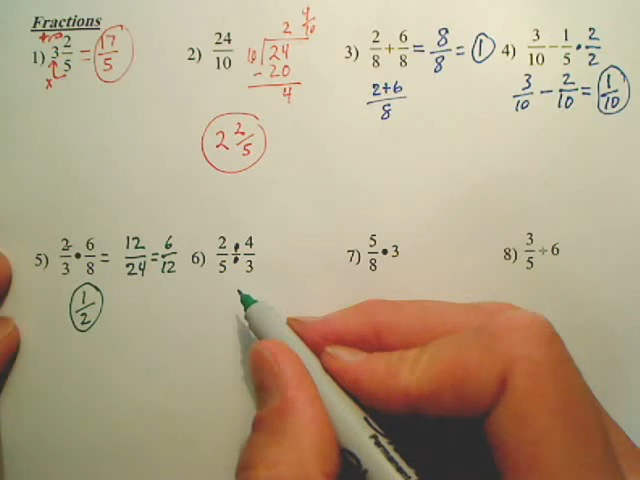 Fractions
1) 3 2/5 = 17/5
x
2) 24/10
2 4/10
10 24
- 20
4
2 2/5
3) 2/8 + 6/8 = 8/8 = 1
2+6/8
4) 3/10 - 1/5 • 2/2
3/10 - 2/10 = 1/10
5) 2/3 • 6/8 = 12/24 = 6/12
1/2
6) 2/5 ÷ 4/3
7) 5/8 • 3
8) 3/5 ÷ 6